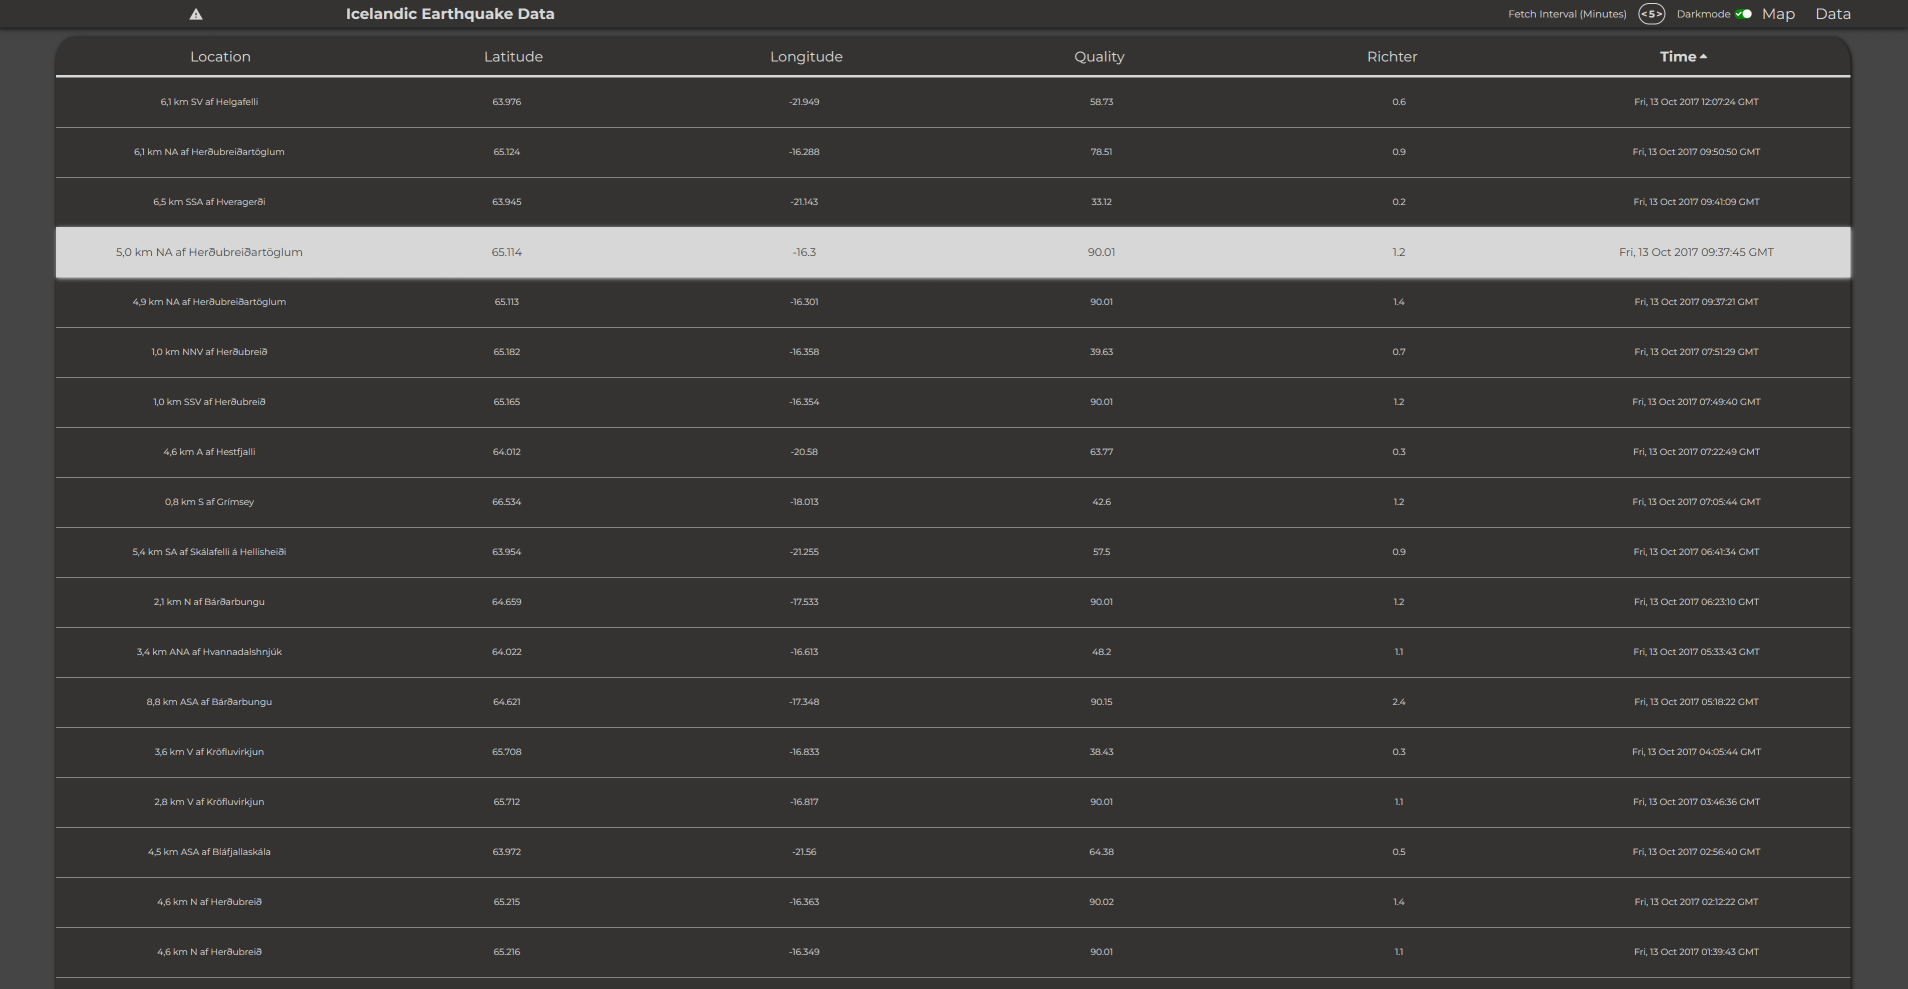 Icelandic Earthquake Data Fetch Interval (Minutes) <5> Darkmode Map Data
Location Latitude Longitude Quality Richter Time
6,1 km SV af Helgafelli 63.976 -21.949 58.73 0.6 Fri, 13 Oct 2017 12:07:24 GMT
6,1 km NA af Herðubreiðartöglum 65.124 -16.288 78.51 0.9 Fri, 13 Oct 2017 09:50:50 GMT
6,5 km SSA af Hveragerði 63.945 -21.143 33.12 0.2 Fri, 13 Oct 2017 09:41:09 GMT
5,0 km NA af Herðubreiðartöglum 65.114 -16.3 90.01 1.2 Fri, 13 Oct 2017 09:37:45 GMT
4,9 km NA af Herðubreiðartöglum 65.113 -16.301 90.01 1.4 Fri, 13 Oct 2017 09:37:21 GMT
1,0 km NNV af Herðubreið 65.182 -16.358 39.63 0.7 Fri, 13 Oct 2017 07:51:29 GMT
1,0 km SSV af Herðubreið 65.165 -16.354 90.01 1.2 Fri, 13 Oct 2017 07:49:40 GMT
4,6 km A af Hestfjalli 64.012 -20.58 63.77 0.3 Fri, 13 Oct 2017 07:22:49 GMT
0,8 km S af Grímsey 66.534 -18.013 42.6 1.2 Fri, 13 Oct 2017 07:05:44 GMT
5,4 km SA af Skálafelli á Hellisheiði 63.954 -21.255 57.5 0.9 Fri, 13 Oct 2017 06:41:34 GMT
2,1 km N af Bárðarbungu 64.659 -17.533 90.01 1.2 Fri, 13 Oct 2017 06:23:10 GMT
3,4 km ANA af Hvannadalshnjúk 64.022 -16.613 48.2 1.1 Fri, 13 Oct 2017 05:33:43 GMT
8,8 km ASA af Bárðarbungu 64.621 -17.348 90.15 2.4 Fri, 13 Oct 2017 05:18:22 GMT
3,6 km V af Kröfluvirkjun 65.708 -16.833 38.43 0.3 Fri, 13 Oct 2017 04:05:44 GMT
2,8 km V af Kröfluvirkjun 65.712 -16.817 90.01 1.1 Fri, 13 Oct 2017 03:46:36 GMT
4,5 km ASA af Bláfjallaskála 63.972 -21.56 64.38 0.5 Fri, 13 Oct 2017 02:56:40 GMT
4,6 km N af Herðubreið 65.215 -16.363 90.02 1.4 Fri, 13 Oct 2017 02:12:22 GMT
4,6 km N af Herðubreið 65.216 -16.349 90.01 1.1 Fri, 13 Oct 2017 01:39:43 GMT